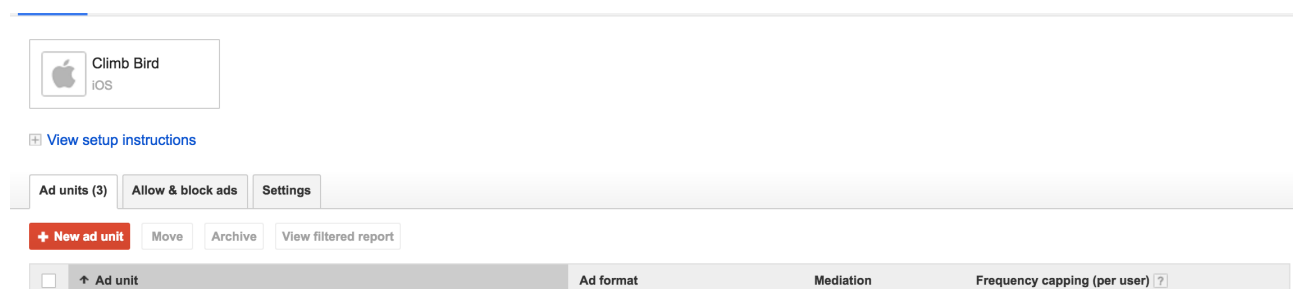 Climb Bird
iOS
View setup instructions
Ad units (3) Allow & block ads Settings
New ad unit Move Archive View filtered report
Ad unit Ad format Mediation Frequency capping (per user) ?